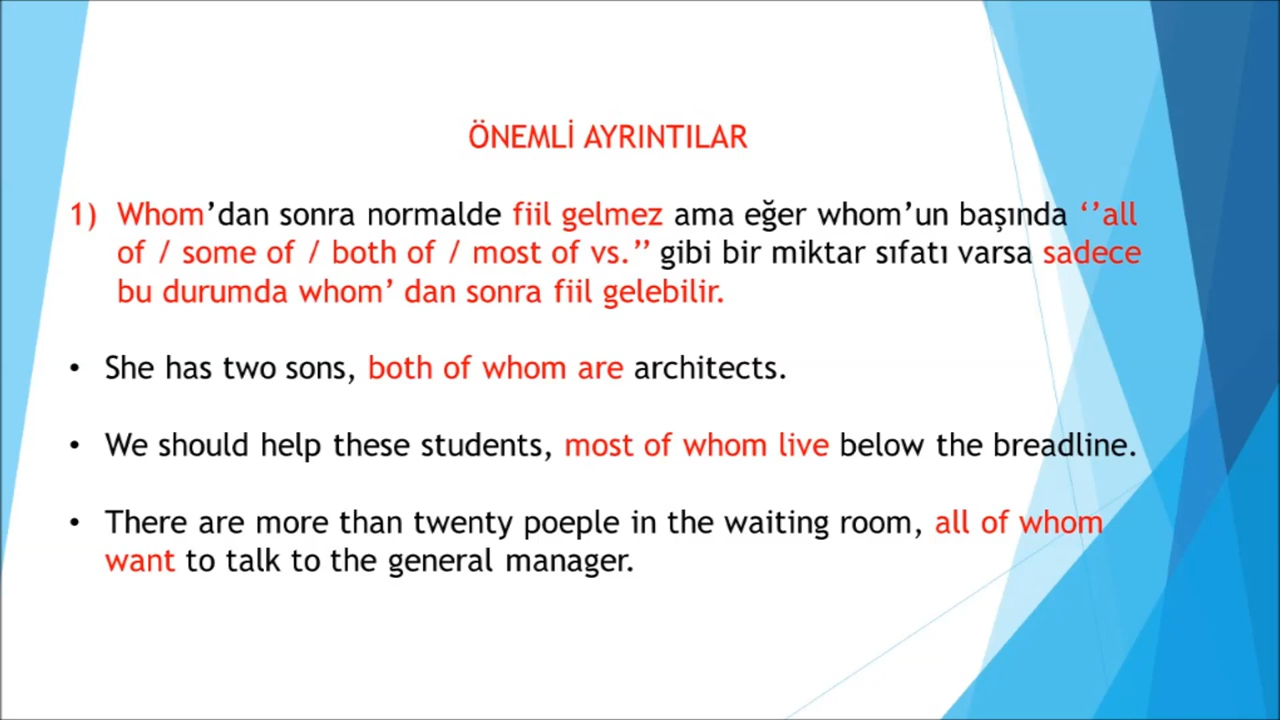 ÖNEMLİ AYRINTILAR
1) Whom’dan sonra normalde fiil gelmez ama eğer whom’un başında ‘’all
of / some of / both of / most of vs.’’ gibi bir miktar sıfatı varsa sadece
bu durumda whom’ dan sonra fiil gelebilir.
• She has two sons, both of whom are architects.
• We should help these students, most of whom live below the breadline.
• There are more than twenty poeple in the waiting room, all of whom
want to talk to the general manager.